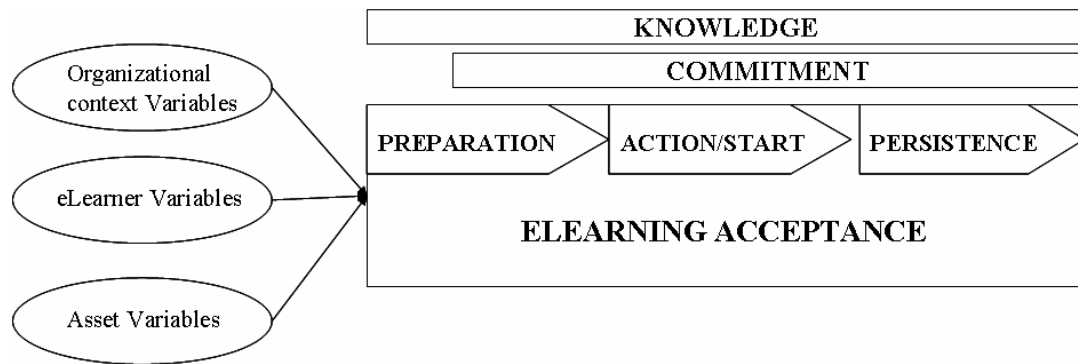 KNOWLEDGE
COMMITMENT
Organizational
context Variables
PREPARATION
ACTION/START
PERSISTENCE
eLearner Variables
ELEARNING ACCEPTANCE
Asset Variables